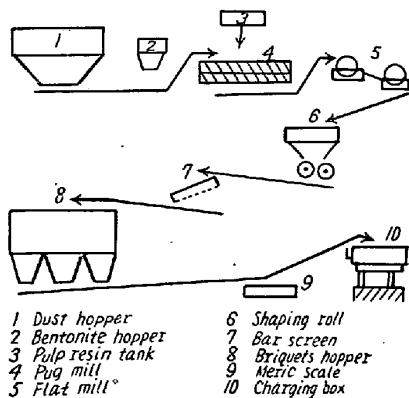 1
2
3
4
5
6
7
8
9
10
1 Dust hopper
2 Bentonite hopper
3 Pulp resin tank
4 Pug mill
5 Flat mill
6 Shaping roll
7 Bar screen
8 Briquets hopper
9 Meric scale
10 Charging box